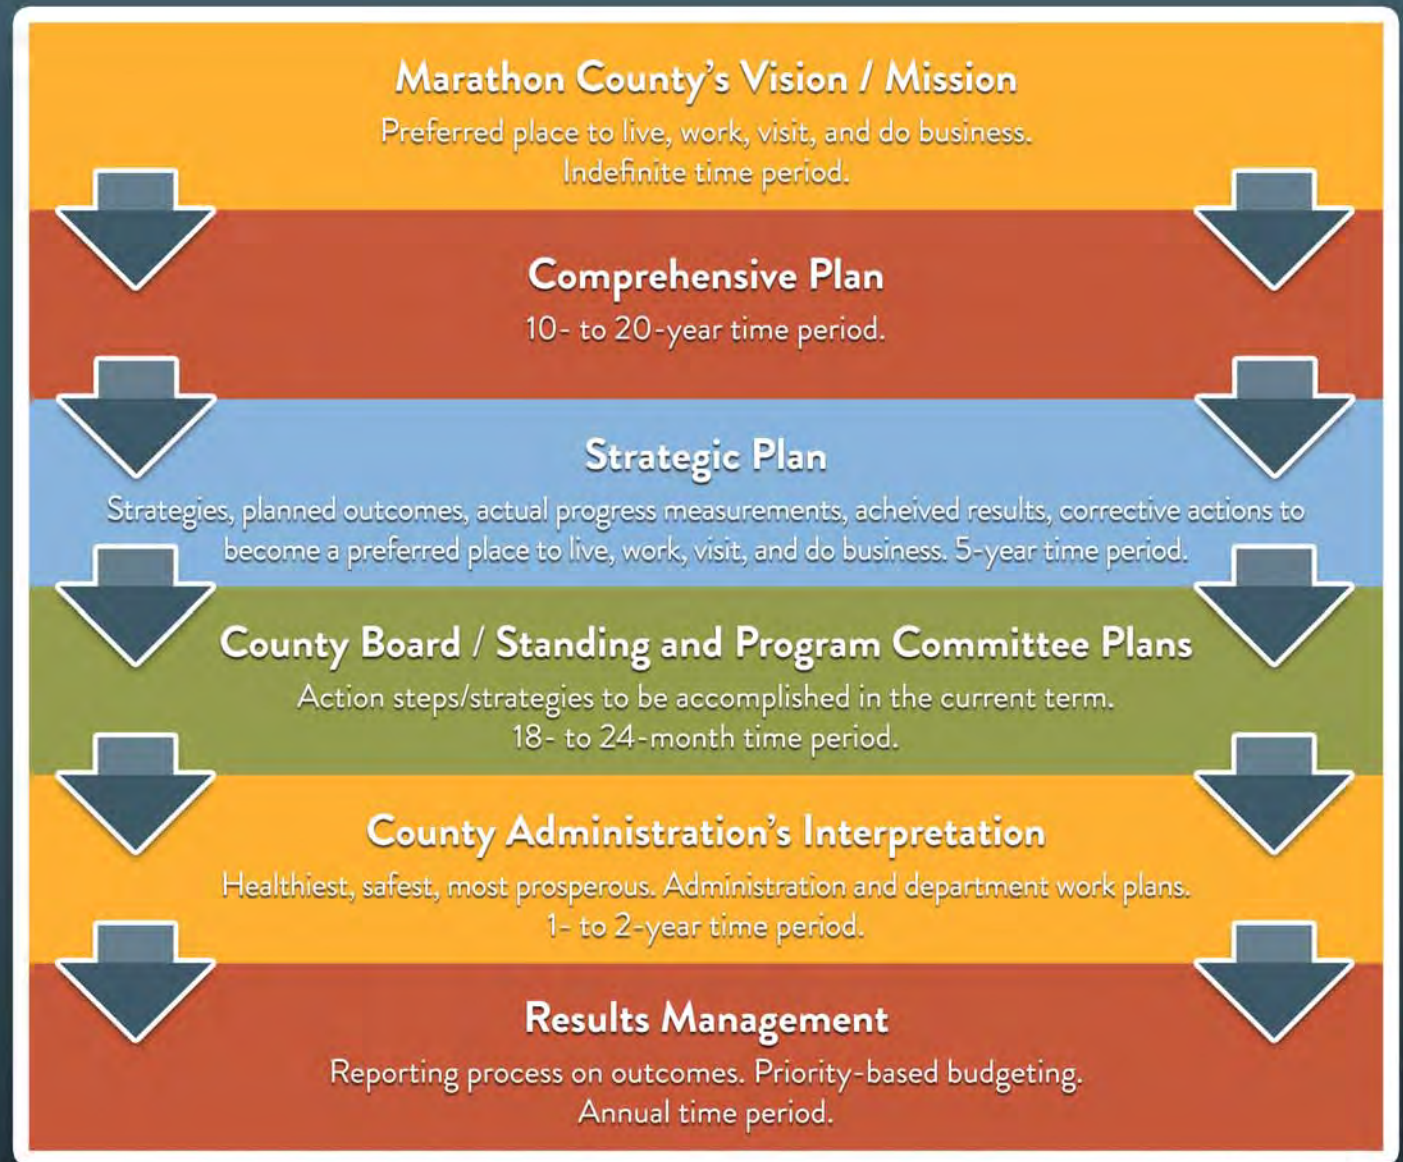 Marathon County's Vision / Mission
Preferred place to live, work, visit, and do business.
Indefinite time period.
Comprehensive Plan
10- to 20-year time period.
Strategic Plan
Strategies, planned outcomes, actual progress measurements, acheived results, corrective actions to
become a preferred place to live, work, visit, and do business. 5-year time period.
County Board / Standing and Program Committee Plans
Action steps/strategies to be accomplished in the current term.
18- to 24-month time period.
County Administration's Interpretation
Healthiest, safest, most prosperous. Administration and department work plans.
1- to 2-year time period.
Results Management
Reporting process on outcomes. Priority-based budgeting.
Annual time period.